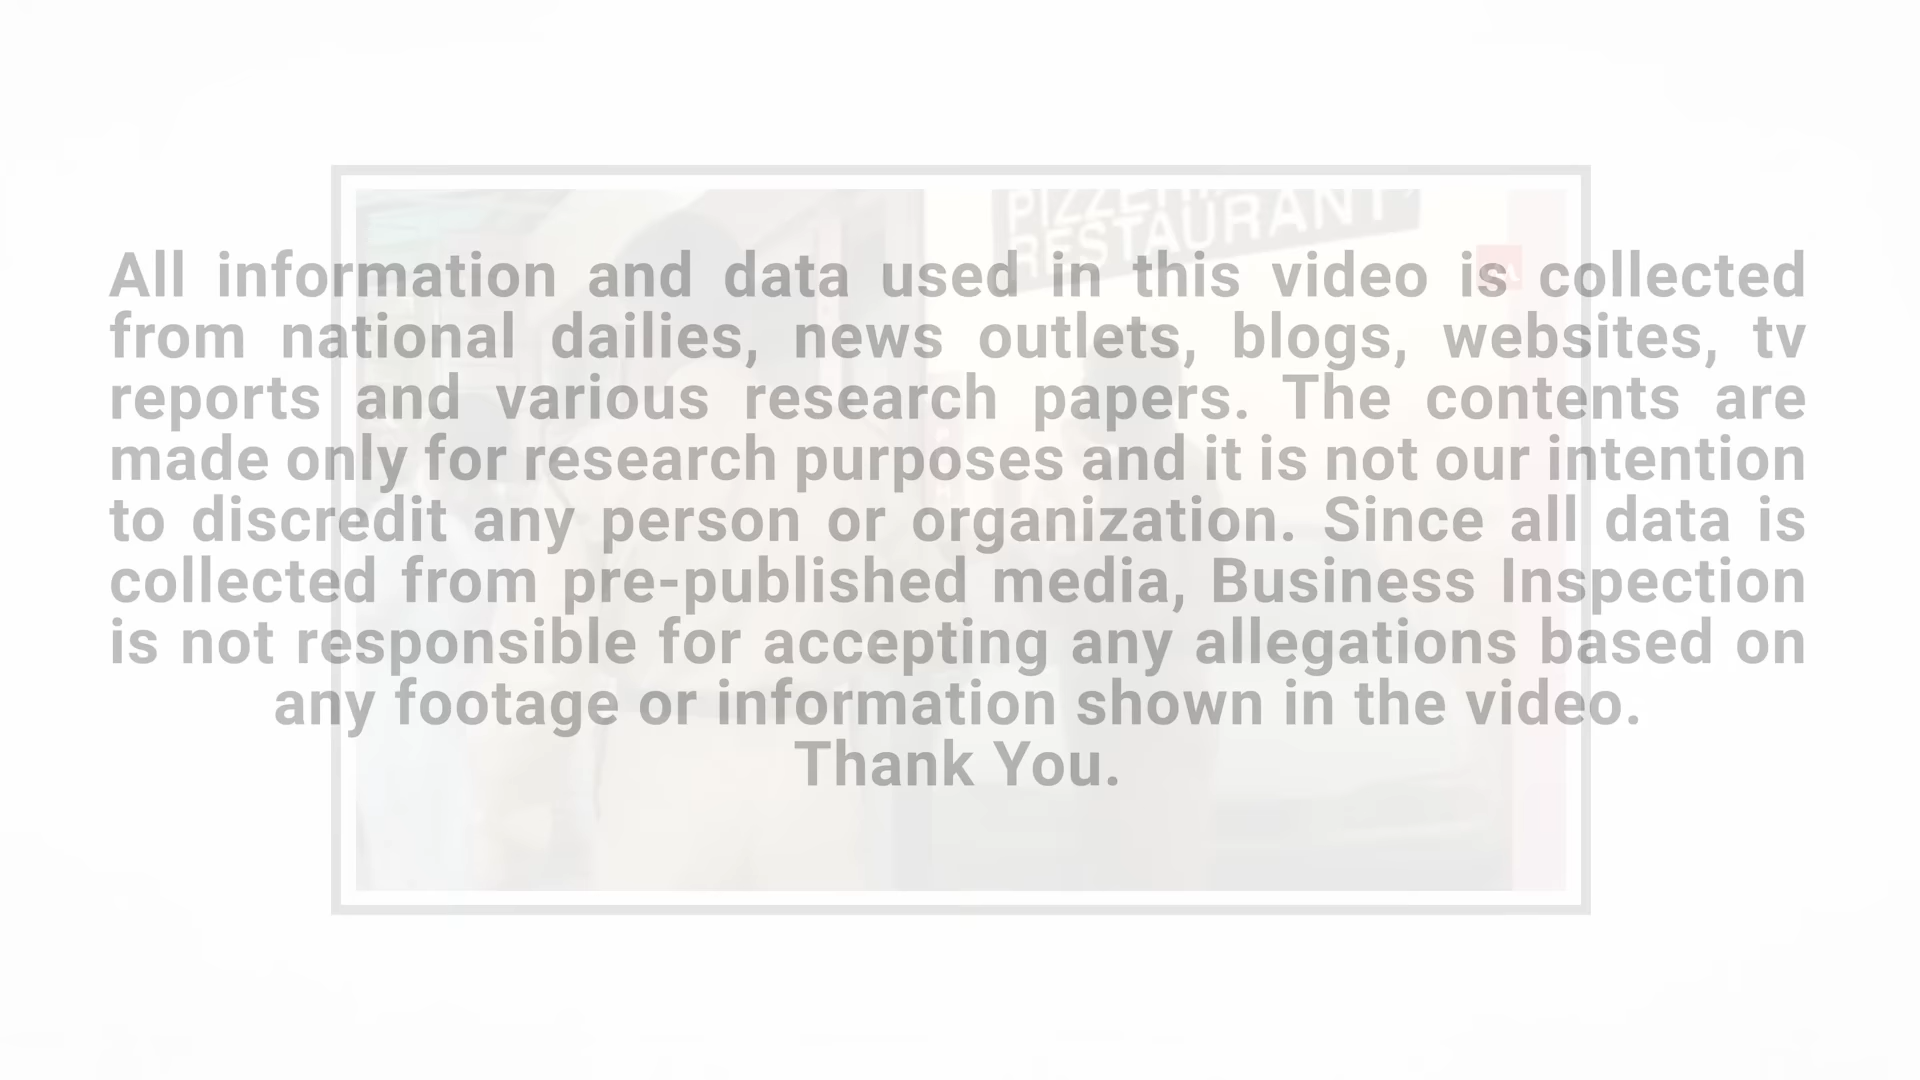 PIZZERIA
RESTAURANT
All information and data used in this video is collected
from national dailies, news outlets, blogs, websites, tv
reports and various research papers. The contents are
made only for research purposes and it is not our intention
to discredit any person or organization. Since all data is
collected from pre-published media, Business Inspection
is not responsible for accepting any allegations based on
any footage or information shown in the video.
Thank You.